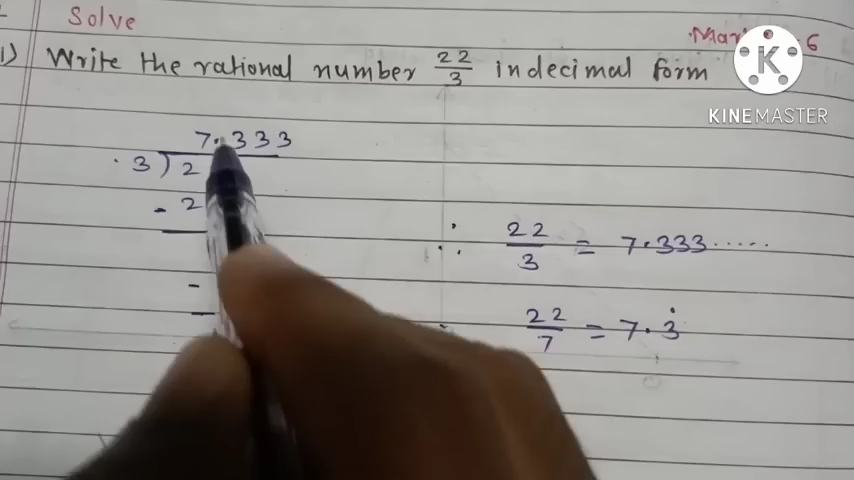 Solve
1) Write the rational number 22/3 in decimal form
K
KINEMASTER
7.333
3) 2
- 2
-
∴ 22/3 = 7.333.....
22/7 = 7.3̇